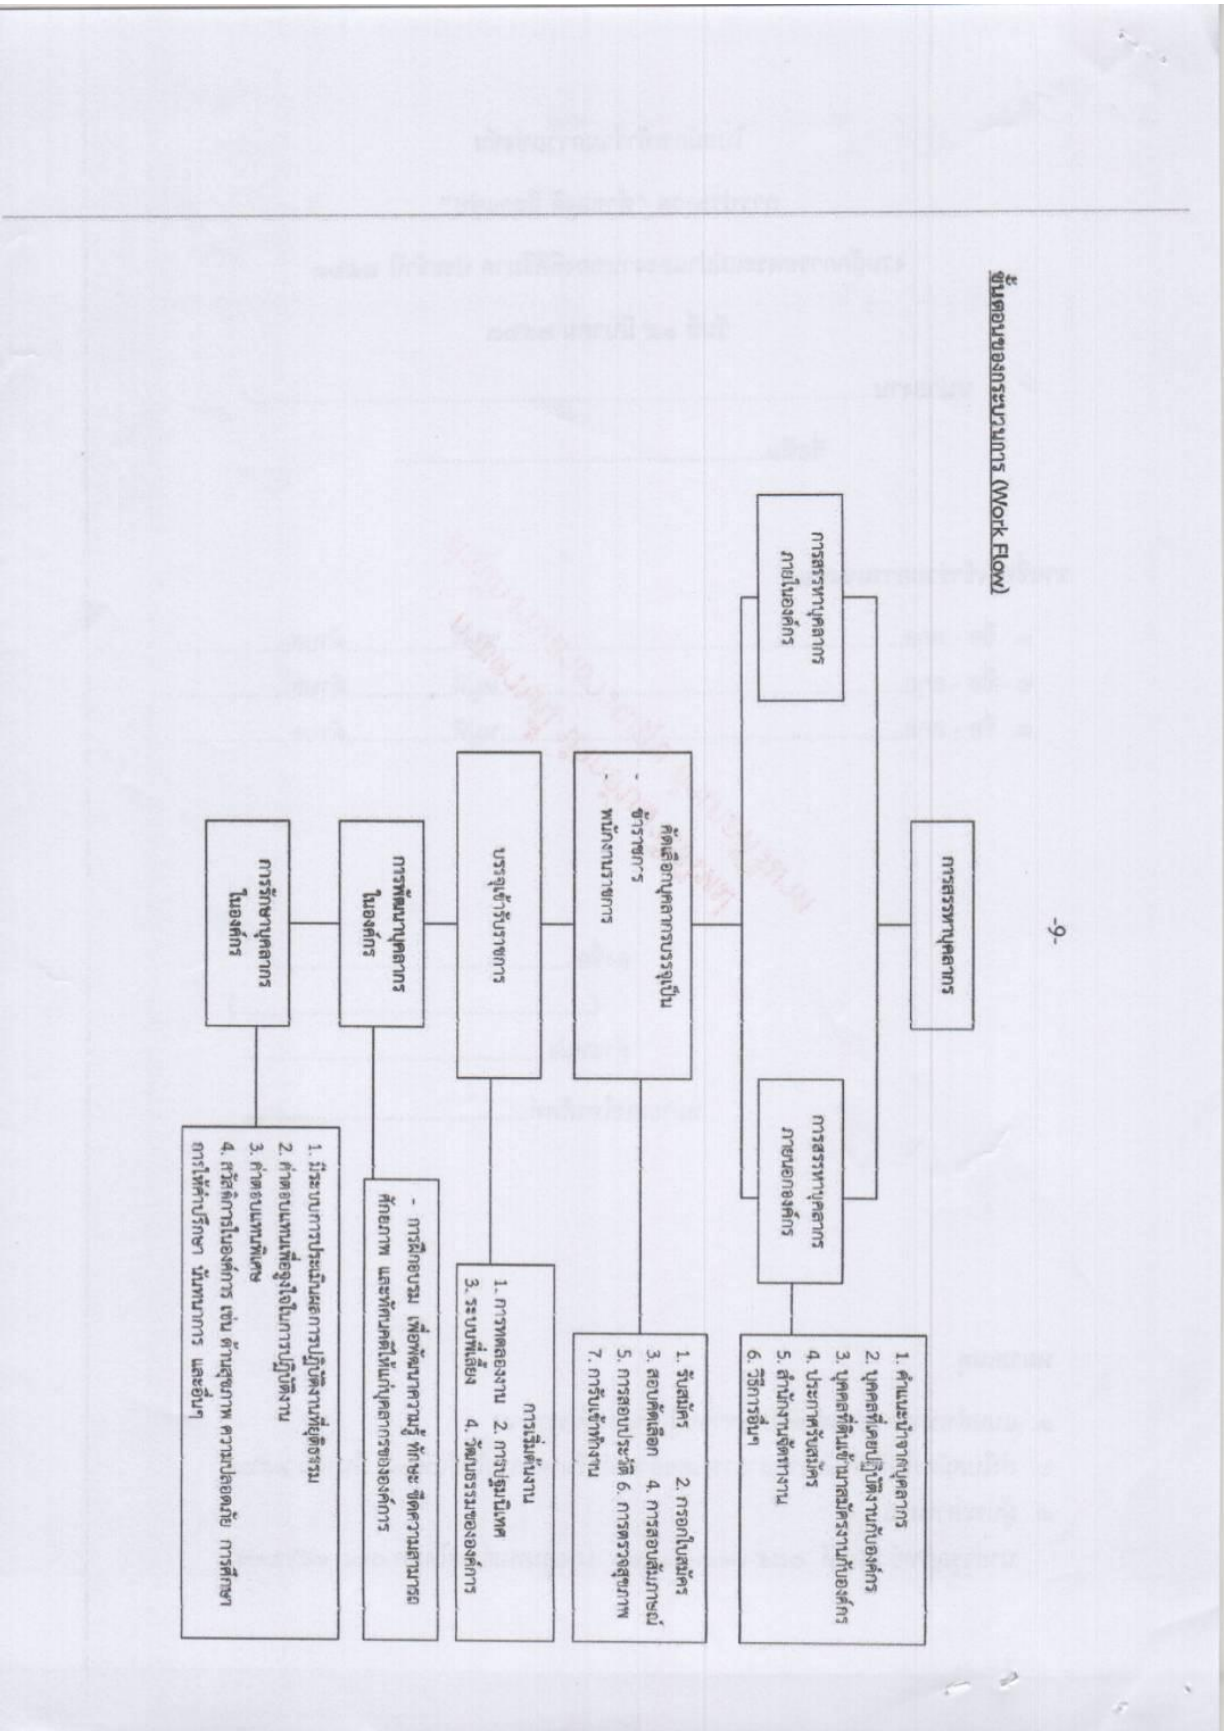 -9-
ขั้นตอนของกระบวนการ (Work Flow)
การสรรหาบุคลากร
การสรรหาบุคลากร
ภายในองค์กร
การสรรหาบุคลากร
ภายนอกองค์กร
1. คำแนะนำจากบุคลากร
2. บุคคลที่เคยปฏิบัติงานกับองค์กร
3. บุคคลที่เดินเข้ามาสมัครงานกับองค์กร
4. ประกาศรับสมัคร
5. สำนักงานจัดหางาน
6. วิธีการอื่นๆ
คัดเลือกบุคลากรบรรจุเป็น
- ข้าราชการ
- พนักงานราชการ
1. รับสมัคร 2. กรอกใบสมัคร
3. สอบคัดเลือก 4. การสอบสัมภาษณ์
5. การสอบประวัติ 6. การตรวจสุขภาพ
7. การับเข้าทำงาน
บรรจุเข้ารับราชการ
การเริ่มต้นงาน
1. การทดลองงาน 2. การปฐมนิเทศ
3. ระบบพี่เลี้ยง 4. วัฒนธรรมขององค์การ
การพัฒนาบุคลากร
ในองค์กร
- การฝึกอบรม เพื่อพัฒนาความรู้ ทักษะ ขีดความสามารถ
ศักยภาพ และทัศนคติให้แก่บุคลากรขององค์การ
การรักษาบุคลากร
ในองค์กร
1. มีระบบการประเมินผลการปฏิบัติงานที่ยุติธรรม
2. ค่าตอบแทนเพื่อจูงใจในการปฏิบัติงาน
3. ค่าตอบแทนพิเศษ
4. สวัสดิการในองค์การ เช่น ด้านสุขภาพ ความปลอดภัย การศึกษา
การให้คำปรึกษา นันทนาการ และอื่นๆ